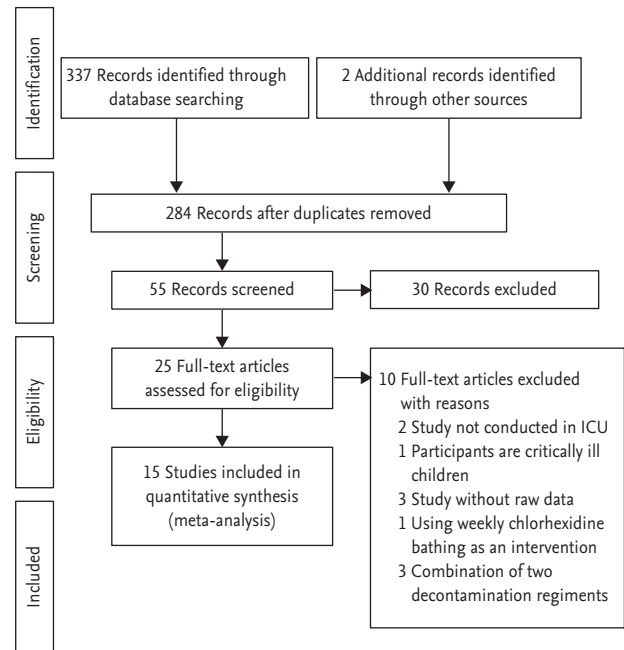 Identification
337 Records identified through
database searching
2 Additional records identified
through other sources
Screening
284 Records after duplicates removed
55 Records screened
30 Records excluded
Eligibility
25 Full-text articles
assessed for eligibility
10 Full-text articles excluded
with reasons
2 Study not conducted in ICU
1 Participants are critically ill
children
3 Study without raw data
1 Using weekly chlorhexidine
bathing as an intervention
3 Combination of two
decontamination regiments
15 Studies included in
quantitative synthesis
(meta-analysis)
Included